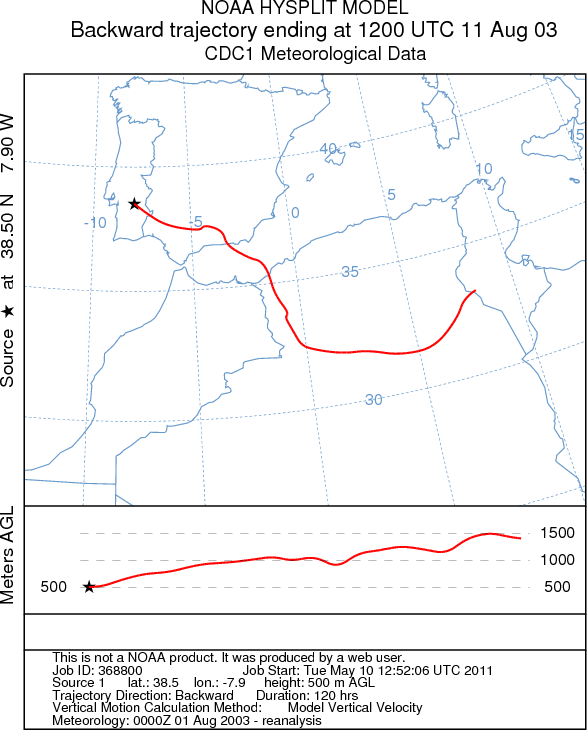 NOAA HYSPLIT MODEL
Backward trajectory ending at 1200 UTC 11 Aug 03
CDC1 Meteorological Data
Source ★ at 38.50 N 7.90 W
15
40
10
5
-10
-5
0
35
30
Meters AGL
1500
1000
500
500
This is not a NOAA product. It was produced by a web user.
Job ID: 368800 Job Start: Tue May 10 12:52:06 UTC 2011
Source 1 lat.: 38.5 lon.: -7.9 height: 500 m AGL
Trajectory Direction: Backward Duration: 120 hrs
Vertical Motion Calculation Method: Model Vertical Velocity
Meteorology: 0000Z 01 Aug 2003 - reanalysis